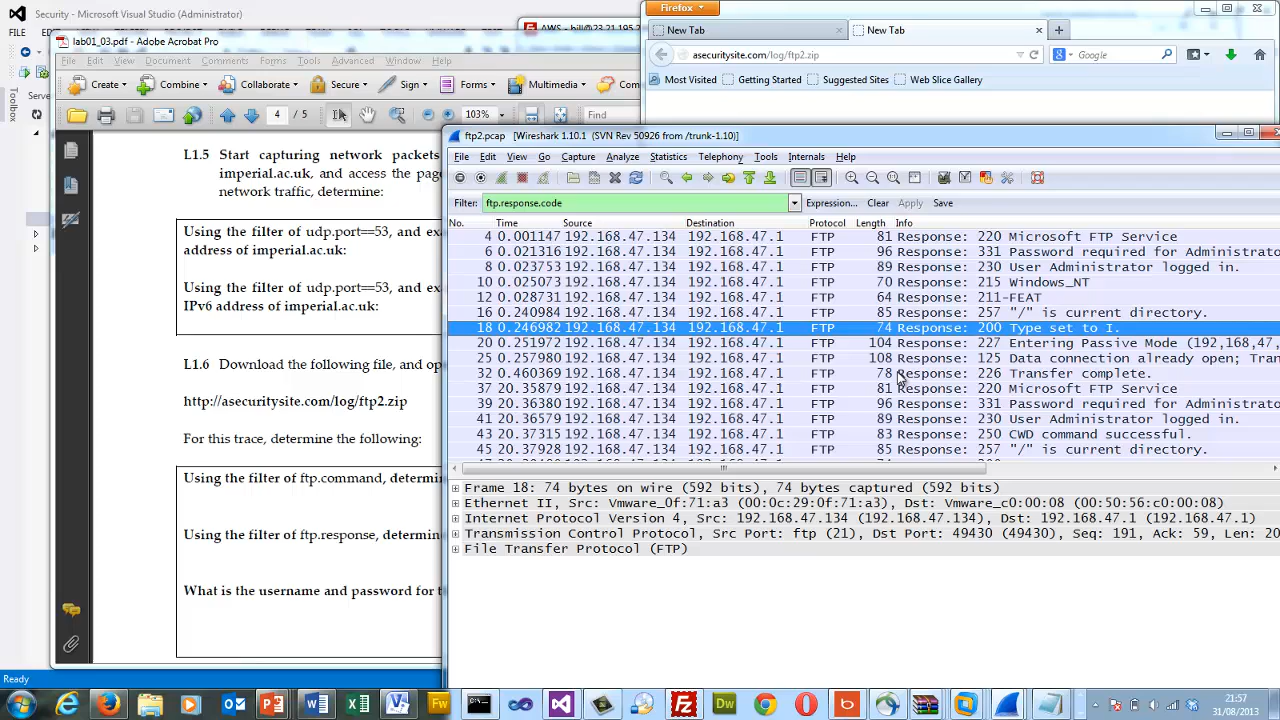 Security - Microsoft Visual Studio (Administrator)
FILE
Toolbox
Serve
Ready
AWS - bill@23.21.195.2
lab01_03.pdf - Adobe Acrobat Pro
Edit View Document Comments Forms Tools Advanced Window Help
Create Combine Collaborate Secure Sign Forms Multimedia Com
4 / 5 103% Find
L1.5 Start capturing network packets
imperial.ac.uk, and access the page
network traffic, determine:
Using the filter of udp.port==53, and ex
address of imperial.ac.uk:
Using the filter of udp.port==53, and ex
IPv6 address of imperial.ac.uk:
L1.6 Download the following file, and op
http://asecuritysite.com/log/ftp2.zip
For this trace, determine the following:
Using the filter of ftp.command, determin
Using the filter of ftp.response, determine
What is the username and password for t
Firefox
New Tab
New Tab
asecuritysite.com/log/ftp2.zip
Google
Most Visited Getting Started Suggested Sites Web Slice Gallery
ftp2.pcap [Wireshark 1.10.1 (SVN Rev 50926 from /trunk-1.10)]
File Edit View Go Capture Analyze Statistics Telephony Tools Internals Help
Filter: ftp.response.code Expression... Clear Apply Save
No. Time Source Destination Protocol Length Info
4 0.001147 192.168.47.134 192.168.47.1 FTP 81 Response: 220 Microsoft FTP Service
6 0.021316 192.168.47.134 192.168.47.1 FTP 96 Response: 331 Password required for Administrato
8 0.023753 192.168.47.134 192.168.47.1 FTP 89 Response: 230 User Administrator logged in.
10 0.025073 192.168.47.134 192.168.47.1 FTP 70 Response: 215 Windows_NT
12 0.028731 192.168.47.134 192.168.47.1 FTP 64 Response: 211-FEAT
16 0.240984 192.168.47.134 192.168.47.1 FTP 85 Response: 257 "/" is current directory.
18 0.246982 192.168.47.134 192.168.47.1 FTP 74 Response: 200 Type set to I.
20 0.251972 192.168.47.134 192.168.47.1 FTP 104 Response: 227 Entering Passive Mode (192,168,47,
25 0.257980 192.168.47.134 192.168.47.1 FTP 108 Response: 125 Data connection already open; Tran
32 0.460369 192.168.47.134 192.168.47.1 FTP 78 Response: 226 Transfer complete.
37 20.35879 192.168.47.134 192.168.47.1 FTP 81 Response: 220 Microsoft FTP Service
39 20.36380 192.168.47.134 192.168.47.1 FTP 96 Response: 331 Password required for Administrato
41 20.36579 192.168.47.134 192.168.47.1 FTP 89 Response: 230 User Administrator logged in.
43 20.37315 192.168.47.134 192.168.47.1 FTP 83 Response: 250 CWD command successful.
45 20.37928 192.168.47.134 192.168.47.1 FTP 85 Response: 257 "/" is current directory.
Frame 18: 74 bytes on wire (592 bits), 74 bytes captured (592 bits)
Ethernet II, Src: Vmware_0f:71:a3 (00:0c:29:0f:71:a3), Dst: Vmware_c0:00:08 (00:50:56:c0:00:08)
Internet Protocol Version 4, Src: 192.168.47.134 (192.168.47.134), Dst: 192.168.47.1 (192.168.47.1)
Transmission Control Protocol, Src Port: ftp (21), Dst Port: 49430 (49430), Seq: 191, Ack: 59, Len: 20
File Transfer Protocol (FTP)
21:57
31/08/2013